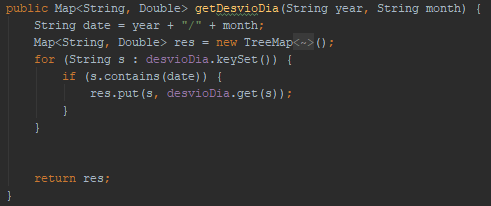 public Map<String, Double> getDesvioDia(String year, String month) {
    String date = year + "/" + month;
    Map<String, Double> res = new TreeMap<~>();
    for (String s : desvioDia.keySet()) {
        if (s.contains(date)) {
            res.put(s, desvioDia.get(s));
        }
    }
    return res;
}